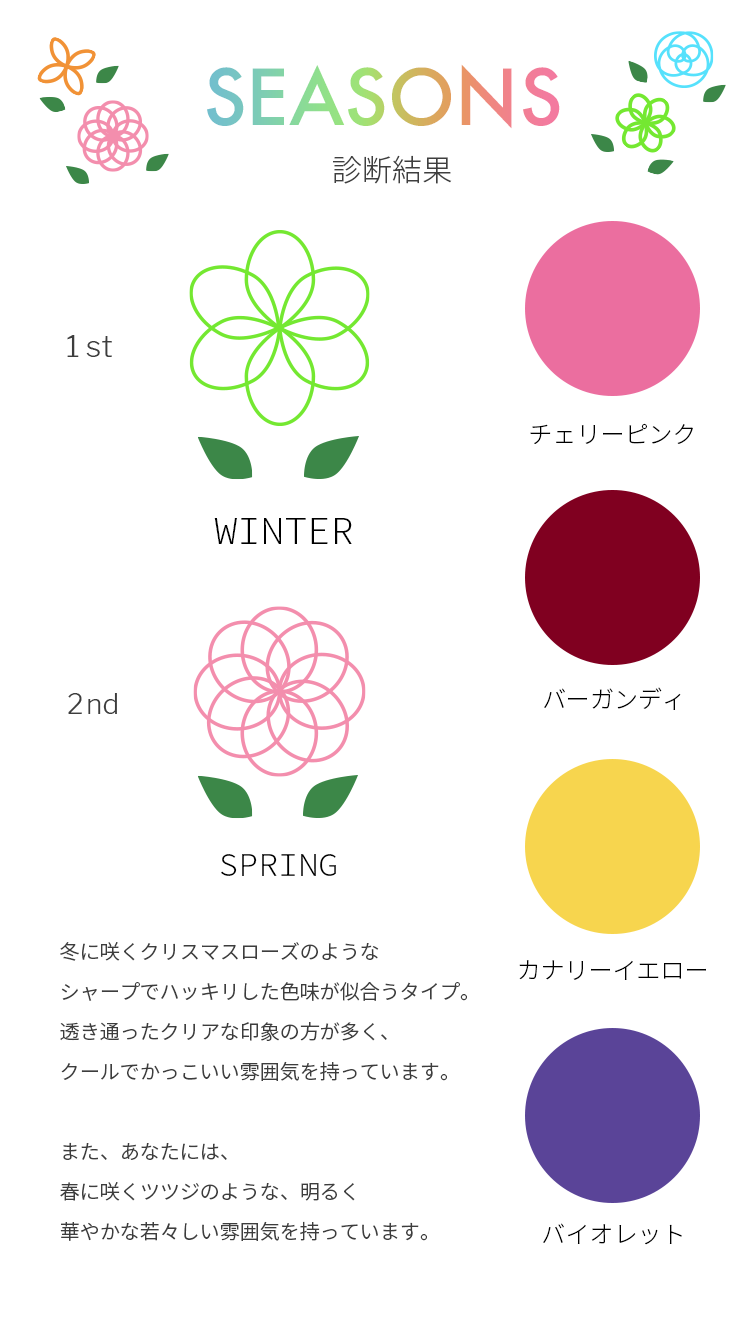 SEASONS
診断結果
1st
WINTER
2nd
SPRING
チェリーピンク
バーガンディ
カナリーイエロー
バイオレット
冬に咲くクリスマスローズのような
シャープでハッキリした色味が似合うタイプ。
透き通ったクリアな印象の方が多く、
クールでかっこいい雰囲気を持っています。
また、あなたには、
春に咲くツツジのような、明るく
華やかな若々しい雰囲気を持っています。